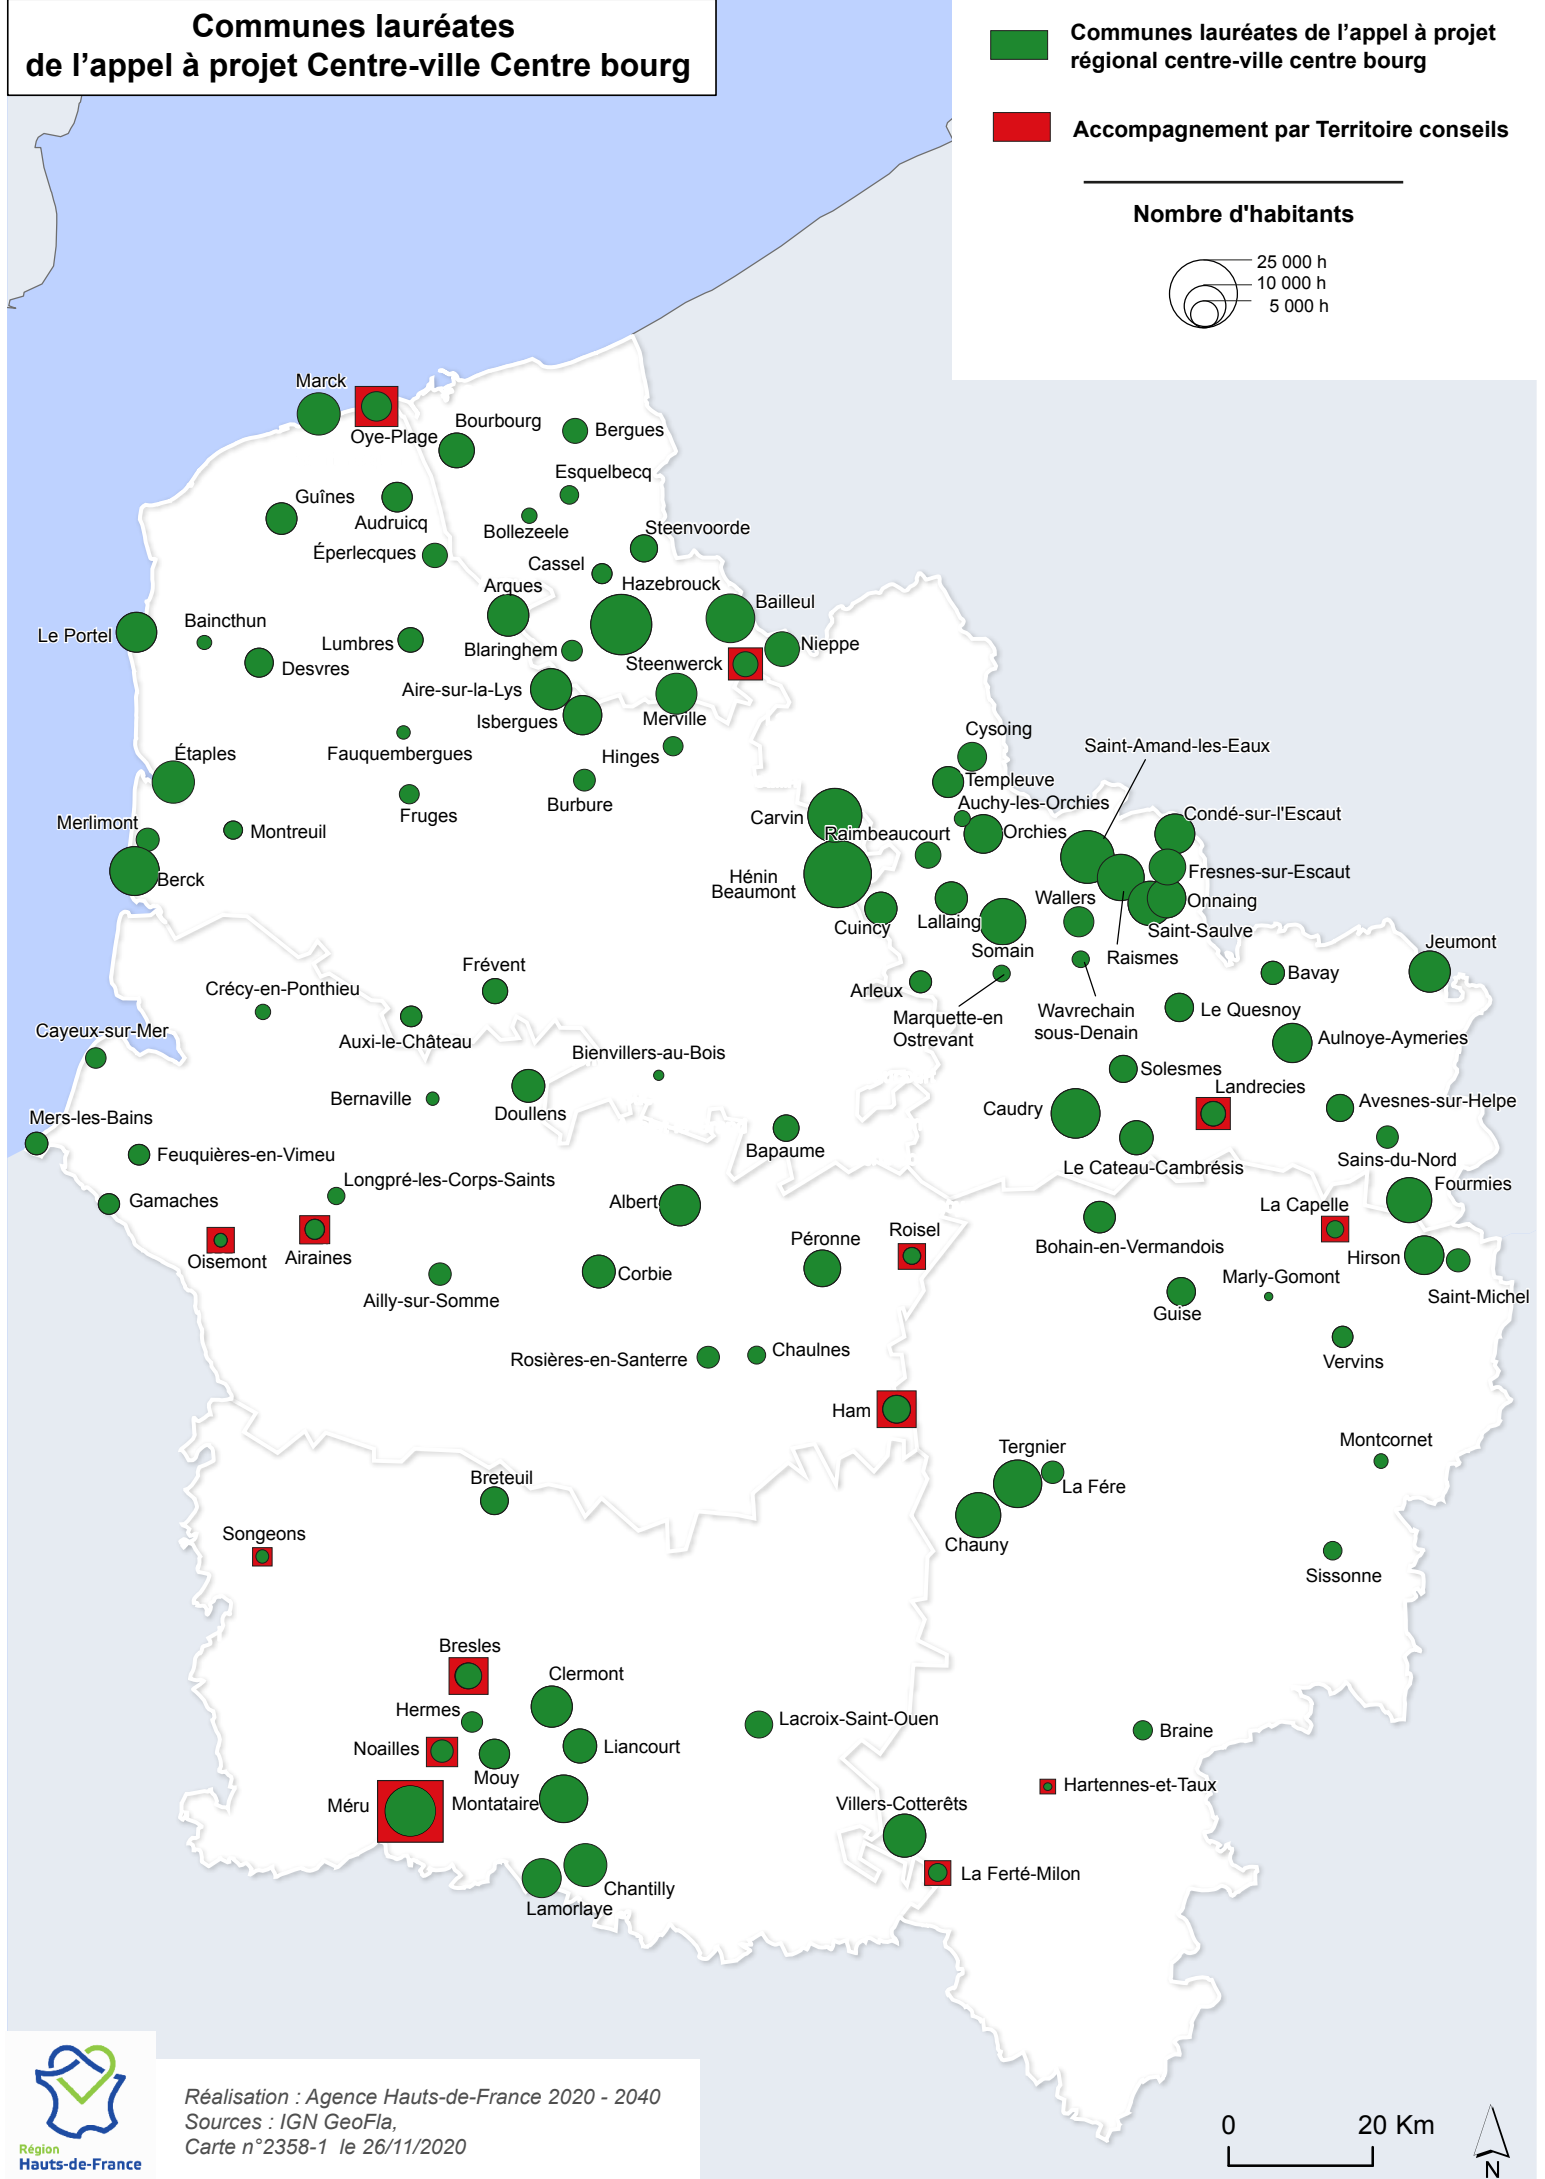 Communes lauréates
de l'appel à projet Centre-ville Centre bourg
Communes lauréates de l'appel à projet
régional centre-ville centre bourg
Accompagnement par Territoire conseils
Nombre d'habitants
25 000 h
10 000 h
5 000 h
Marck
Oye-Plage
Bourbourg
Bergues
Esquelbecq
Guînes
Audruicq
Bollezeele
Steenvoorde
Éperlecques
Cassel
Arques
Hazebrouck
Bailleul
Le Portel
Baincthun
Lumbres
Blaringhem
Nieppe
Desvres
Steenwerck
Aire-sur-la-Lys
Isbergues
Merville
Cysoing
Saint-Amand-les-Eaux
Étaples
Fauquembergues
Hinges
Templeuve
Burbure
Auchy-les-Orchies
Fruges
Carvin
Condé-sur-l'Escaut
Merlimont
Montreuil
Raimbeaucourt
Orchies
Berck
Hénin
Beaumont
Fresnes-sur-Escaut
Wallers
Onnaing
Cuincy
Lallaing
Saint-Saulve
Somain
Raismes
Jeumont
Frévent
Bavay
Crécy-en-Ponthieu
Arleux
Marquette-en
Ostrevant
Wavrechain
sous-Denain
Le Quesnoy
Cayeux-sur-Mer
Auxi-le-Château
Aulnoye-Aymeries
Bienvillers-au-Bois
Solesmes
Bernaville
Doullens
Landrecies
Caudry
Avesnes-sur-Helpe
Mers-les-Bains
Bapaume
Feuquières-en-Vimeu
Le Cateau-Cambrésis
Sains-du-Nord
Longpré-les-Corps-Saints
Fourmies
Gamaches
Albert
La Capelle
Roisel
Péronne
Bohain-en-Vermandois
Oisemont
Airaines
Hirson
Corbie
Marly-Gomont
Ailly-sur-Somme
Saint-Michel
Guise
Rosières-en-Santerre
Chaulnes
Vervins
Ham
Montcornet
Tergnier
Breteuil
La Fére
Songeons
Chauny
Sissonne
Bresles
Clermont
Hermes
Lacroix-Saint-Ouen
Braine
Noailles
Liancourt
Mouy
Hartennes-et-Taux
Méru
Montataire
Villers-Cotterêts
La Ferté-Milon
Chantilly
Lamorlaye
Région
Hauts-de-France
Réalisation : Agence Hauts-de-France 2020 - 2040
Sources : IGN GeoFla,
Carte n°2358-1 le 26/11/2020
0
20 Km
N